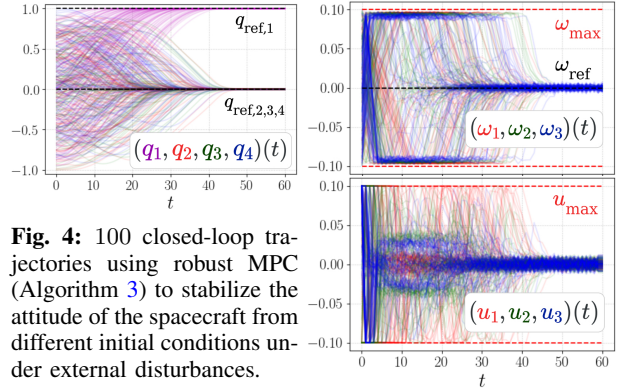 1.0
0.5
0.0
−0.5
−1.0
q_ref,1
q_ref,2,3,4
(q₁, q₂, q₃, q₄)(t)
0 10 20 30 40 50 60
t
0.10
0.05
0.00
−0.05
−0.10
ω_max
ω_ref
(ω₁, ω₂, ω₃)(t)
0.10
0.05
0.00
−0.05
−0.10
u_max
(u₁, u₂, u₃)(t)
0 10 20 30 40 50 60
t
Fig. 4: 100 closed-loop tra-
jectories using robust MPC
(Algorithm 3) to stabilize the
attitude of the spacecraft from
different initial conditions un-
der external disturbances.